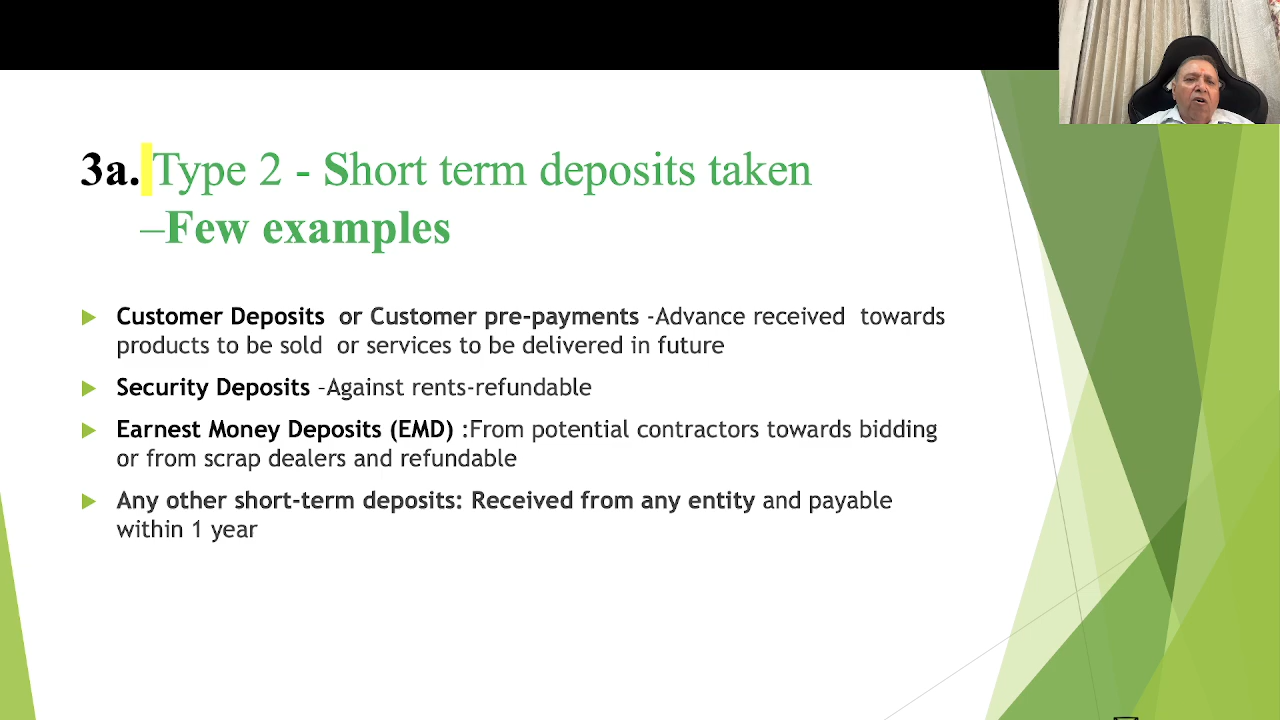 3a. Type 2 - Short term deposits taken
–Few examples
Customer Deposits or Customer pre-payments -Advance received towards
products to be sold or services to be delivered in future
Security Deposits –Against rents-refundable
Earnest Money Deposits (EMD) :From potential contractors towards bidding
or from scrap dealers and refundable
Any other short-term deposits: Received from any entity and payable
within 1 year